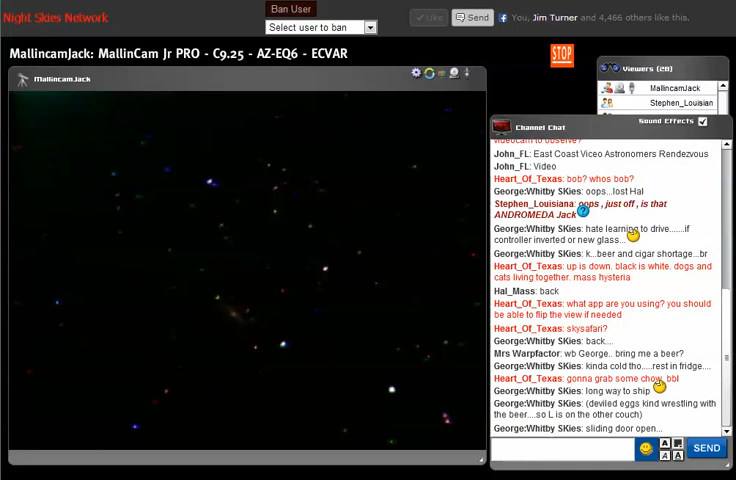 Night Skies Network
Ban User
Select user to ban
Like
Send
You, Jim Turner and 4,466 others like this.
MallincamJack: MallinCam Jr PRO - C9.25 - AZ-EQ6 - ECVAR
STOP
MallincamJack
Viewers (28)
MallincamJack
Stephen_Louisian
Sound Effects
Channel Chat
videocam to observe?
John_FL: East Coast Viceo Astronomers Rendezvous
John_FL: Video
Heart_Of_Texas: bob? whos bob?
George:Whitby SKies: oops...lost Hal
Stephen_Louisiana: oops , just off , is that
ANDROMEDA Jack
George:Whitby SKies: hate learning to drive.......if
controller inverted or new glass...
George:Whitby SKies: k...beer and cigar shortage...br
Heart_Of_Texas: up is down. black is white. dogs and
cats living together. mass hysteria
Hal_Mass: back
Heart_Of_Texas: what app are you using? you should
be able to flip the view if needed
Heart_Of_Texas: skysafari?
George:Whitby SKies: back....
Mrs Warpfactor: wb George.. bring me a beer?
George:Whitby SKies: kinda cold tho.....rest in fridge....
Heart_Of_Texas: gonna grab some chow. bbl
George:Whitby SKies: long way to ship
George:Whitby SKies: (deviled eggs kind wrestling with
the beer....so L is on the other couch)
George:Whitby SKies: sliding door open...
A
A A
SEND